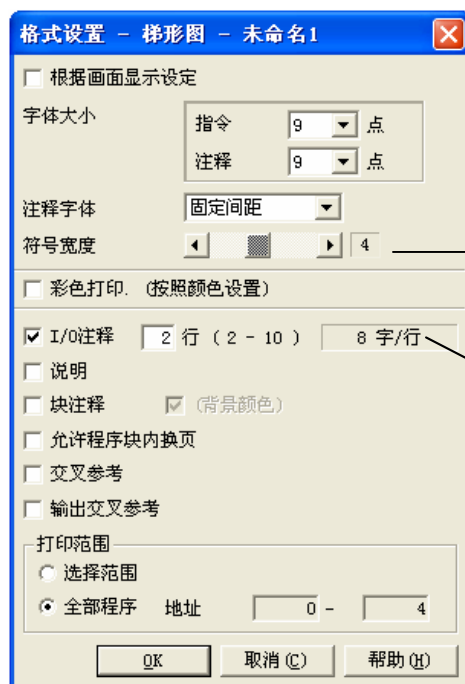 格式设置 - 梯形图 - 未命名1
根据画面显示设定
字体大小
指令 9 点
注释 9 点
注释字体 固定间距
符号宽度 4
彩色打印. (按照颜色设置)
I/O注释 2 行 ( 2 - 10 ) 8 字/行
说明
块注释 (背景颜色)
允许程序块内换页
交叉参考
输出交叉参考
打印范围
选择范围
全部程序 地址 0 - 4
OK 取消(C) 帮助(H)